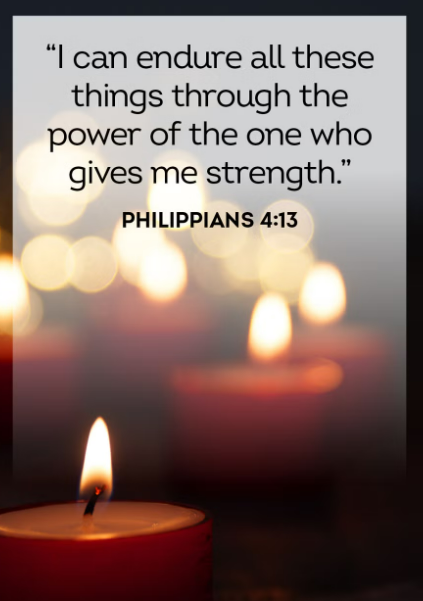 “I can endure all these
things through the
power of the one who
gives me strength.”
PHILIPPIANS 4:13